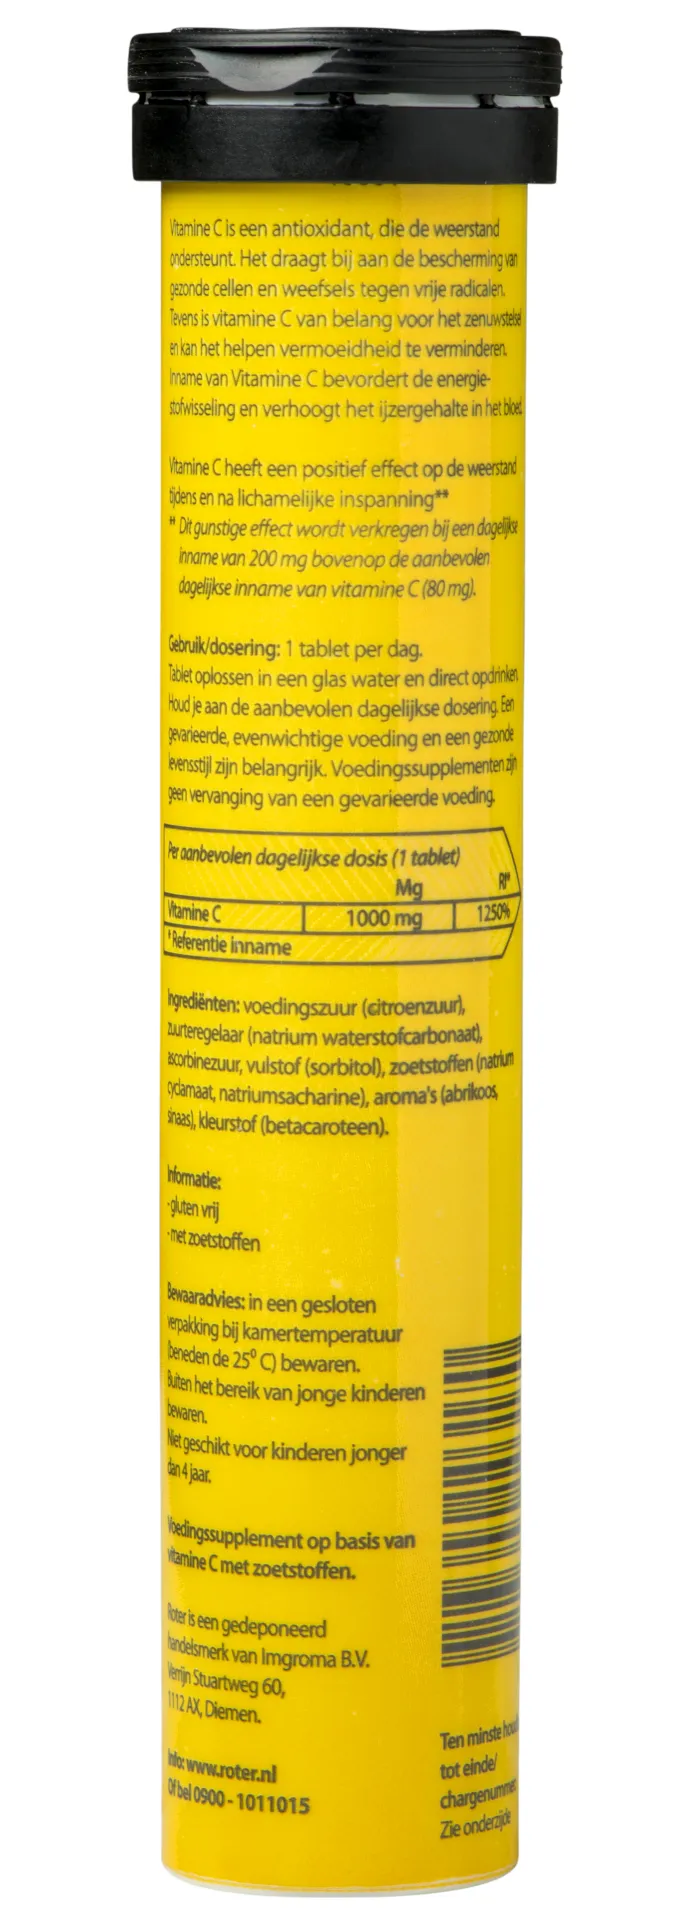 Vitamine C is een antioxidant, die de weerstand
ondersteunt. Het draagt bij aan de bescherming van
gezonde cellen en weefsels tegen vrije radicalen.
Tevens is vitamine C van belang voor het zenuwstelsel
en kan het helpen vermoeidheid te verminderen.
Inname van Vitamine C bevordert de energie-
stofwisseling en verhoogt het ijzergehalte in het bloed.
Vitamine C heeft een positief effect op de weerstand
tijdens en na lichamelijke inspanning**
** Dit gunstige effect wordt verkregen bij een dagelijkse
inname van 200 mg bovenop de aanbevolen
dagelijkse inname van vitamine C (80 mg).
Gebruik/dosering: 1 tablet per dag.
Tablet oplossen in een glas water en direct opdrinken.
Houd je aan de aanbevolen dagelijkse dosering. Een
gevarieerde, evenwichtige voeding en een gezonde
levensstijl zijn belangrijk. Voedingssupplementen zijn
geen vervanging van een gevarieerde voeding.
Per aanbevolen dagelijkse dosis (1 tablet)
Mg RI*
Vitamine C 1000 mg 1250%
* Referentie inname
Ingrediënten: voedingszuur (citroenzuur),
zuurteregelaar (natrium waterstofcarbonaat),
ascorbinezuur, vulstof (sorbitol), zoetstoffen (natrium
cyclamaat, natriumsacharine), aroma's (abrikoos,
sinaas), kleurstof (betacaroteen).
Informatie:
- gluten vrij
- met zoetstoffen
Bewaaradvies: in een gesloten
verpakking bij kamertemperatuur
(beneden de 25° C) bewaren.
Buiten het bereik van jonge kinderen
bewaren.
Niet geschikt voor kinderen jonger
dan 4 jaar.
Voedingssupplement op basis van
vitamine C met zoetstoffen.
Roter is een gedeponeerd
handelsmerk van Imgroma B.V.
Verrijn Stuartweg 60,
1112 AX, Diemen.
Info: www.roter.nl
Of bel 0900 - 1011015
Ten minste
tot einde/
chargenummer:
Zie onderzijde